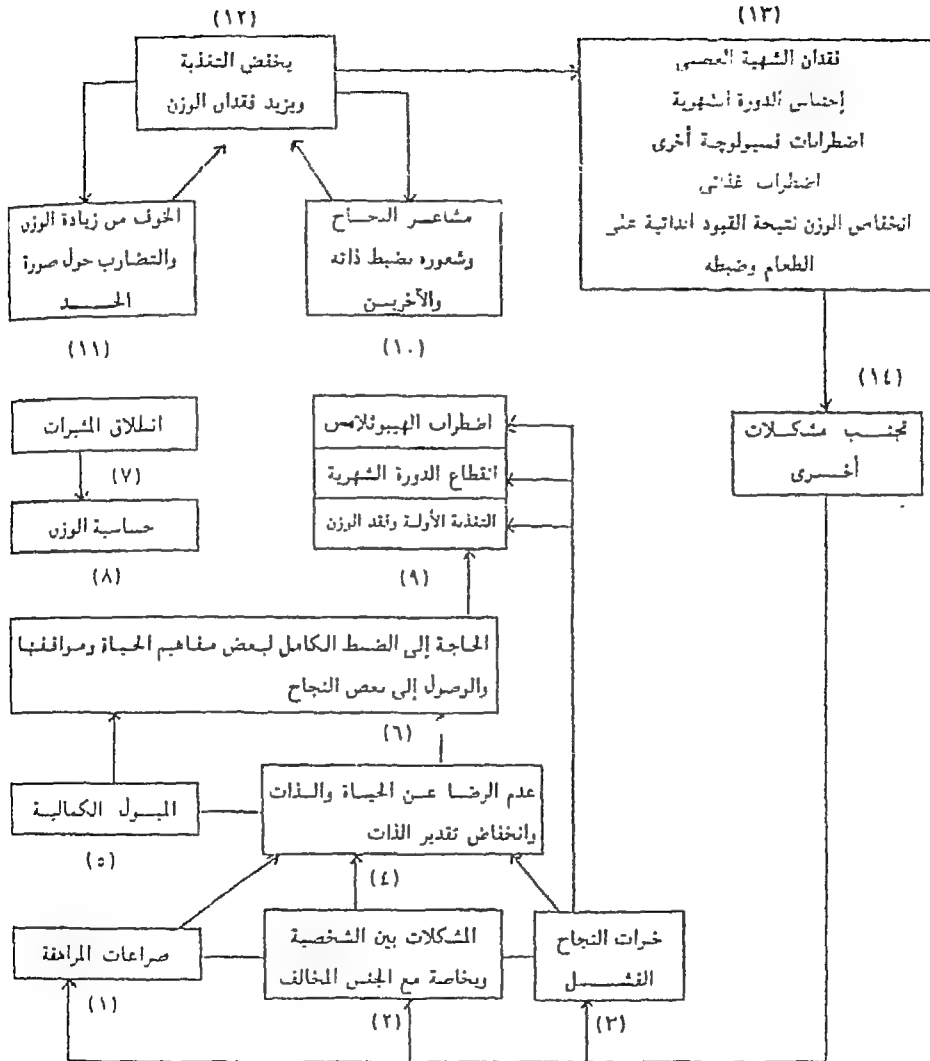 (١٢)
(١٣)
يخفض التغذية
ويزيد فقدان الوزن
فقدان الشهية العصبى
إحتباس الدورة الشهرية
اضطرابات فسيولوجية أخرى
اضطراب غذائى
انخفاض الوزن نتيجة القيود الذاتية على
الطعام وضبطه
الخوف من زيادة الوزن
والتضارب حول صورة
الجسد
مشاعر النجاح
وشعوره بضبط ذاته
والآخرين
(١١)
(١٠)
(١٤)
تجنب مشكلات
أخرى
انطلاق المثيرات
(٧)
حساسية الوزن
(٨)
اضطراب الهيبوثلامس
انقطاع الدورة الشهرية
التغذية الأولية وفقد الوزن
(٩)
الحاجة إلى الضبط الكامل لبعض مفاهيم الحياة ومواقفها
والوصول إلى بعض النجاح
(٦)
الميول الكمالية
(٥)
عدم الرضا عن الحياة والذات
وإنخفاض تقدير الذات
(٤)
صراعات المراهقة
(١)
المشكلات بين الشخصية
وبخاصة مع الجنس المخالف
(٢)
خبرات النجاح
الفشل
(٣)